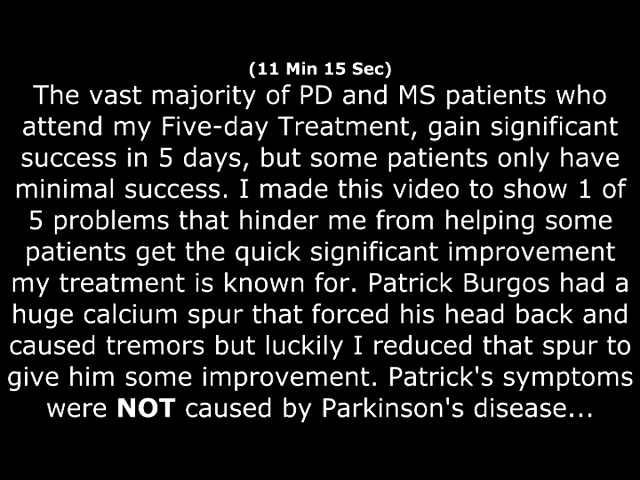 (11 Min 15 Sec)
The vast majority of PD and MS patients who
attend my Five-day Treatment, gain significant
success in 5 days, but some patients only have
minimal success. I made this video to show 1 of
5 problems that hinder me from helping some
patients get the quick significant improvement
my treatment is known for. Patrick Burgos had a
huge calcium spur that forced his head back and
caused tremors but luckily I reduced that spur to
give him some improvement. Patrick's symptoms
were NOT caused by Parkinson's disease...